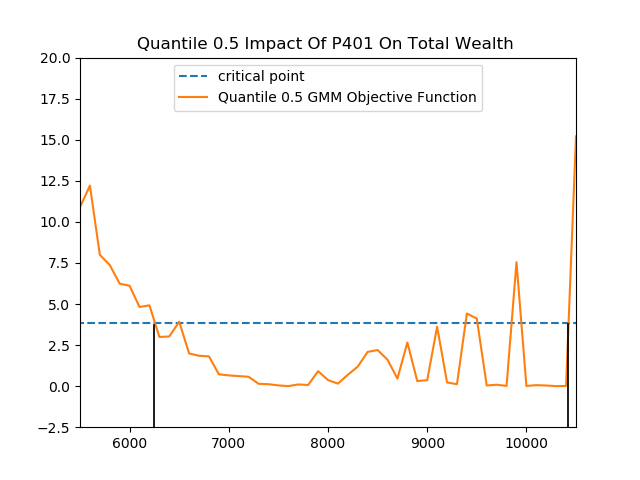 Quantile 0.5 Impact Of P401 On Total Wealth
critical point
Quantile 0.5 GMM Objective Function
20.0
17.5
15.0
12.5
10.0
7.5
5.0
2.5
0.0
−2.5
6000 7000 8000 9000 10000